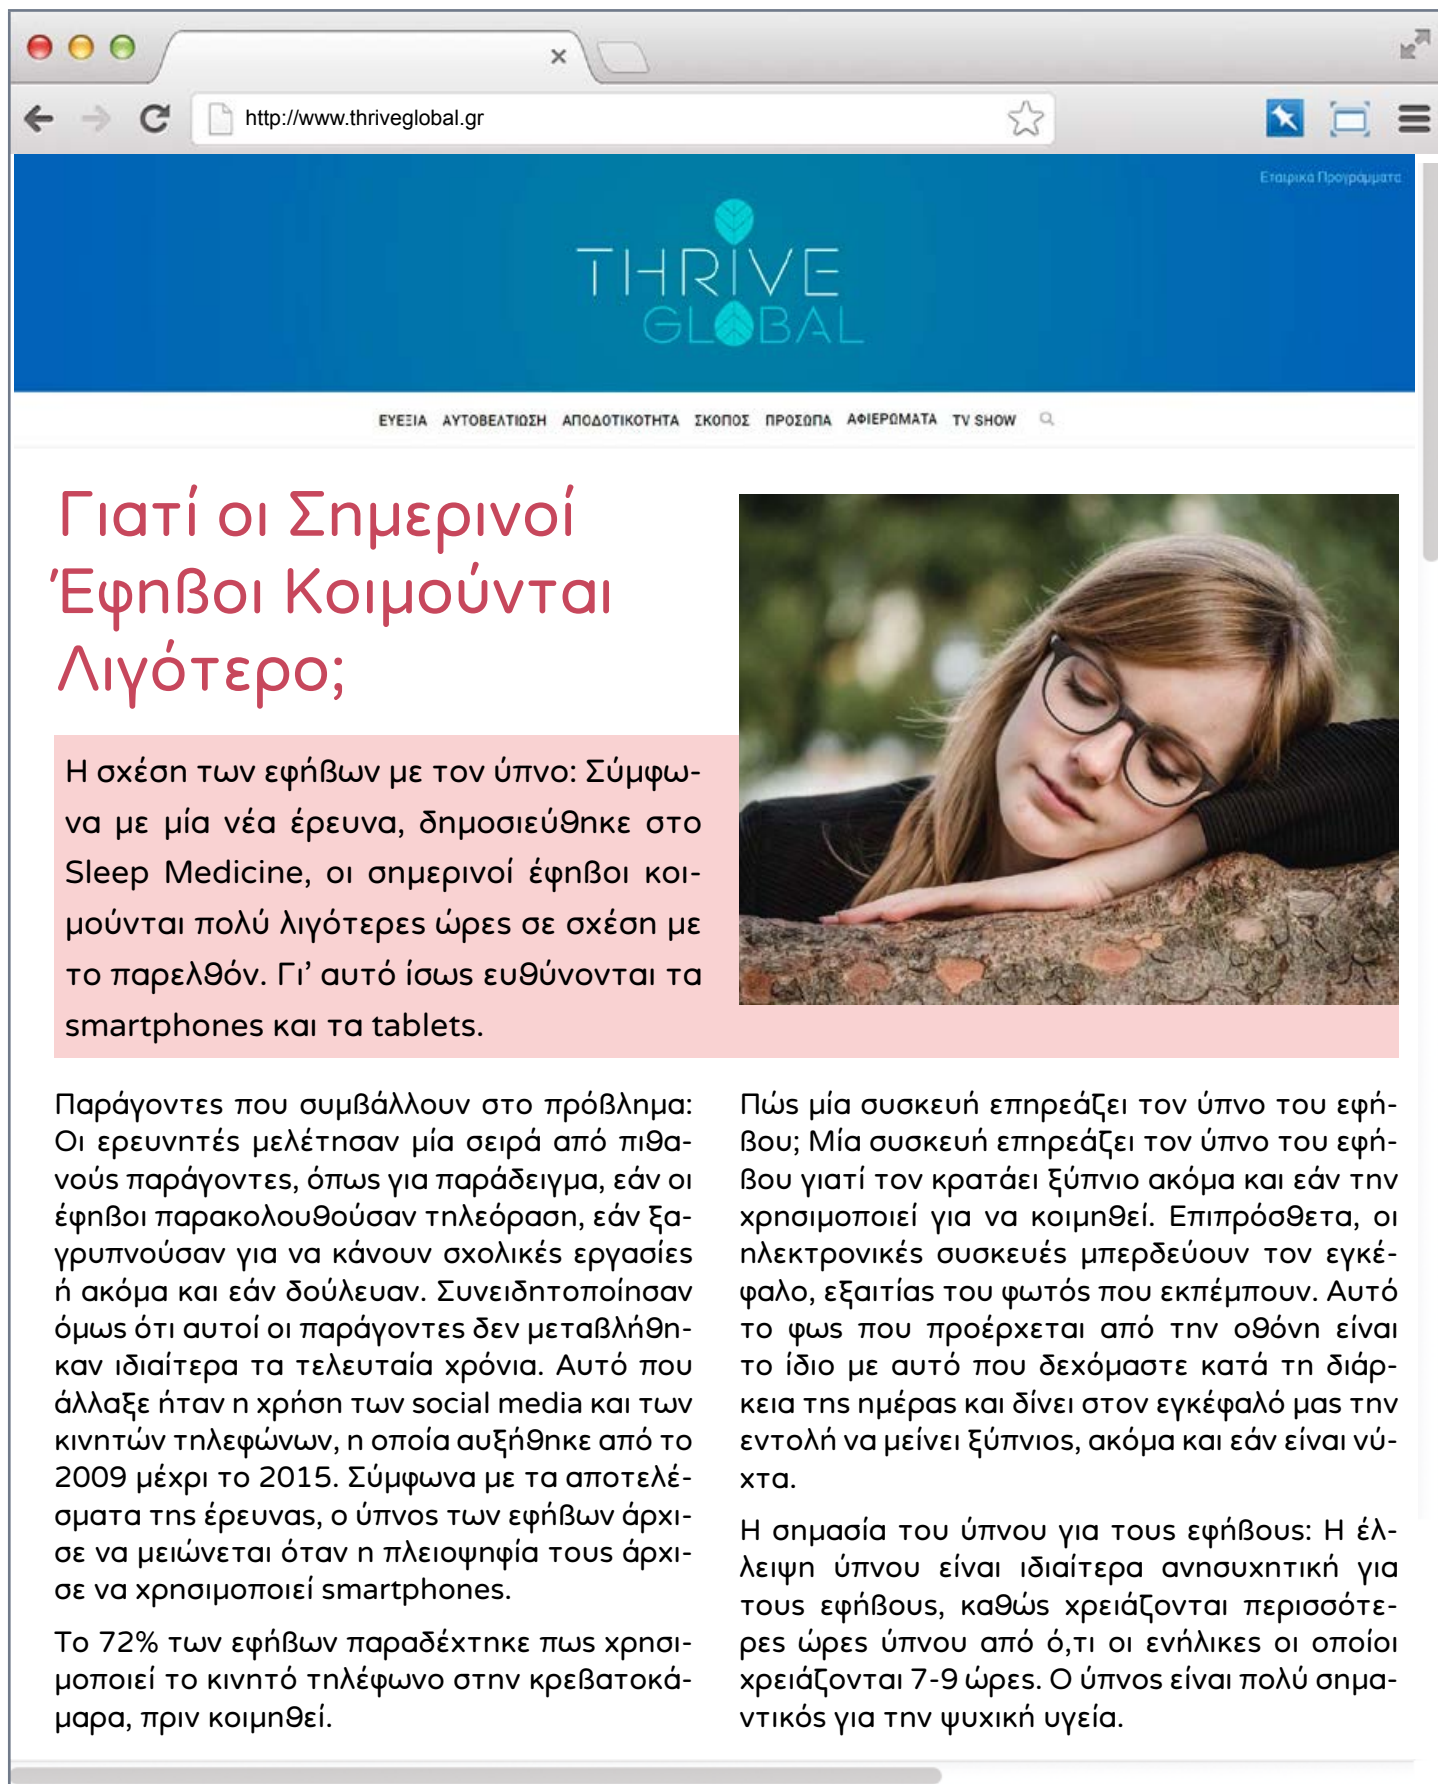 http://www.thriveglobal.gr
Εταιρικά Προγράμματα
THRIVE
GLOBAL
ΕΥΕΞΙΑ ΑΥΤΟΒΕΛΤΙΩΣΗ ΑΠΟΔΟΤΙΚΟΤΗΤΑ ΣΚΟΠΟΣ ΠΡΟΣΩΠΑ ΑΦΙΕΡΩΜΑΤΑ TV SHOW
Γιατί οι Σημερινοί
Έφηβοι Κοιμούνται
Λιγότερο;
Η σχέση των εφήβων με τον ύπνο: Σύμφω-
να με μία νέα έρευνα, δημοσιεύθηκε στο
Sleep Medicine, οι σημερινοί έφηβοι κοι-
μούνται πολύ λιγότερες ώρες σε σχέση με
το παρελθόν. Γι’ αυτό ίσως ευθύνονται τα
smartphones και τα tablets.
Παράγοντες που συμβάλλουν στο πρόβλημα:
Οι ερευνητές μελέτησαν μία σειρά από πιθα-
νούς παράγοντες, όπως για παράδειγμα, εάν οι
έφηβοι παρακολουθούσαν τηλεόραση, εάν ξα-
γρυπνούσαν για να κάνουν σχολικές εργασίες
ή ακόμα και εάν δούλευαν. Συνειδητοποίησαν
όμως ότι αυτοί οι παράγοντες δεν μεταβλήθη-
καν ιδιαίτερα τα τελευταία χρόνια. Αυτό που
άλλαξε ήταν η χρήση των social media και των
κινητών τηλεφώνων, η οποία αυξήθηκε από το
2009 μέχρι το 2015. Σύμφωνα με τα αποτελέ-
σματα της έρευνας, ο ύπνος των εφήβων άρχι-
σε να μειώνεται όταν η πλειοψηφία τους άρχι-
σε να χρησιμοποιεί smartphones.
Το 72% των εφήβων παραδέχτηκε πως χρησι-
μοποιεί το κινητό τηλέφωνο στην κρεβατοκά-
μαρα, πριν κοιμηθεί.
Πώς μία συσκευή επηρεάζει τον ύπνο του εφή-
βου; Μία συσκευή επηρεάζει τον ύπνο του εφή-
βου γιατί τον κρατάει ξύπνιο ακόμα και εάν την
χρησιμοποιεί για να κοιμηθεί. Επιπρόσθετα, οι
ηλεκτρονικές συσκευές μπερδεύουν τον εγκέ-
φαλο, εξαιτίας του φωτός που εκπέμπουν. Αυτό
το φως που προέρχεται από την οθόνη είναι
το ίδιο με αυτό που δεχόμαστε κατά τη διάρ-
κεια της ημέρας και δίνει στον εγκέφαλό μας την
εντολή να μείνει ξύπνιος, ακόμα και εάν είναι νύ-
χτα.
Η σημασία του ύπνου για τους εφήβους: Η έλ-
λειψη ύπνου είναι ιδιαίτερα ανησυχητική για
τους εφήβους, καθώς χρειάζονται περισσότε-
ρες ώρες ύπνου από ό,τι οι ενήλικες οι οποίοι
χρειάζονται 7-9 ώρες. Ο ύπνος είναι πολύ σημα-
ντικός για την ψυχική υγεία.